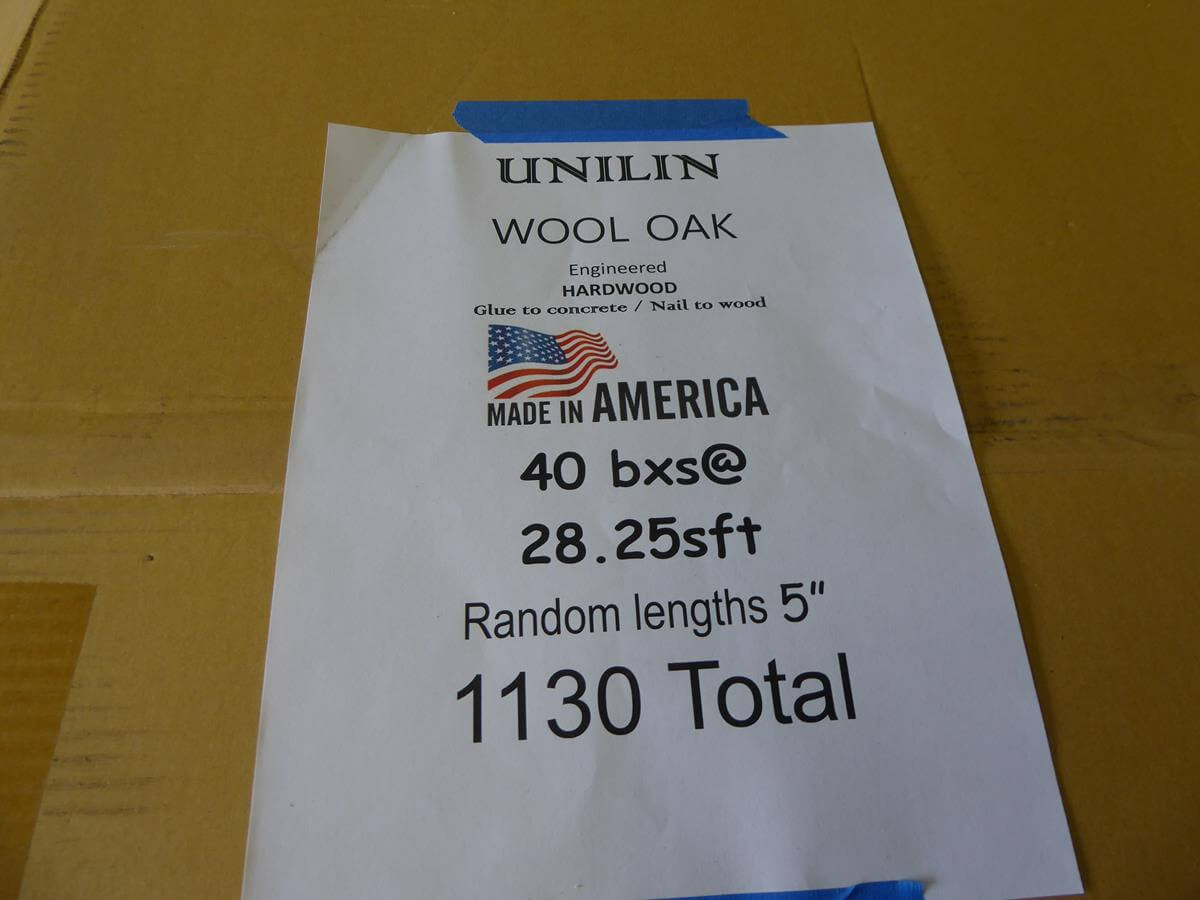 UNILIN
WOOL OAK
Engineered
HARDWOOD
Glue to concrete / Nail to wood
MADE IN AMERICA
40 bxs@
28.25sft
Random lengths 5"
1130 Total